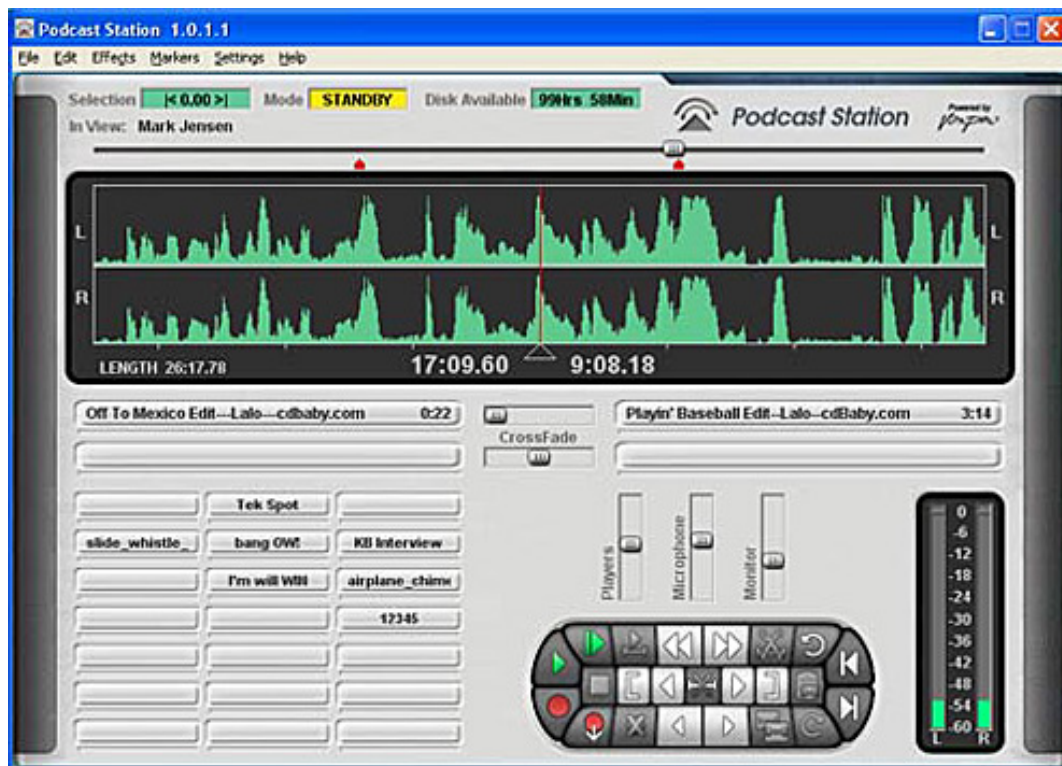 Podcast Station 1.0.1.1
File Edit Effects Markers Settings Help
Selection |< 0.00 >| Mode STANDBY Disk Available 99Hrs 58Min
In View: Mark Jensen
Podcast Station
Powered by
L L
R R
LENGTH 26:17.78 17:09.60 9:08.18
Off To Mexico Edit---Lalo---cdbaby.com 0:22
Playin' Baseball Edit--Lalo--cdBaby.com 3:14
CrossFade
Tek Spot
slide_whistle_ bang OW! KB Interview
I'm will WIN airplane_chime
12345
Players
Microphone
Monitor
0
-6
-12
-18
-24
-30
-36
-42
-48
-54
-60
L R